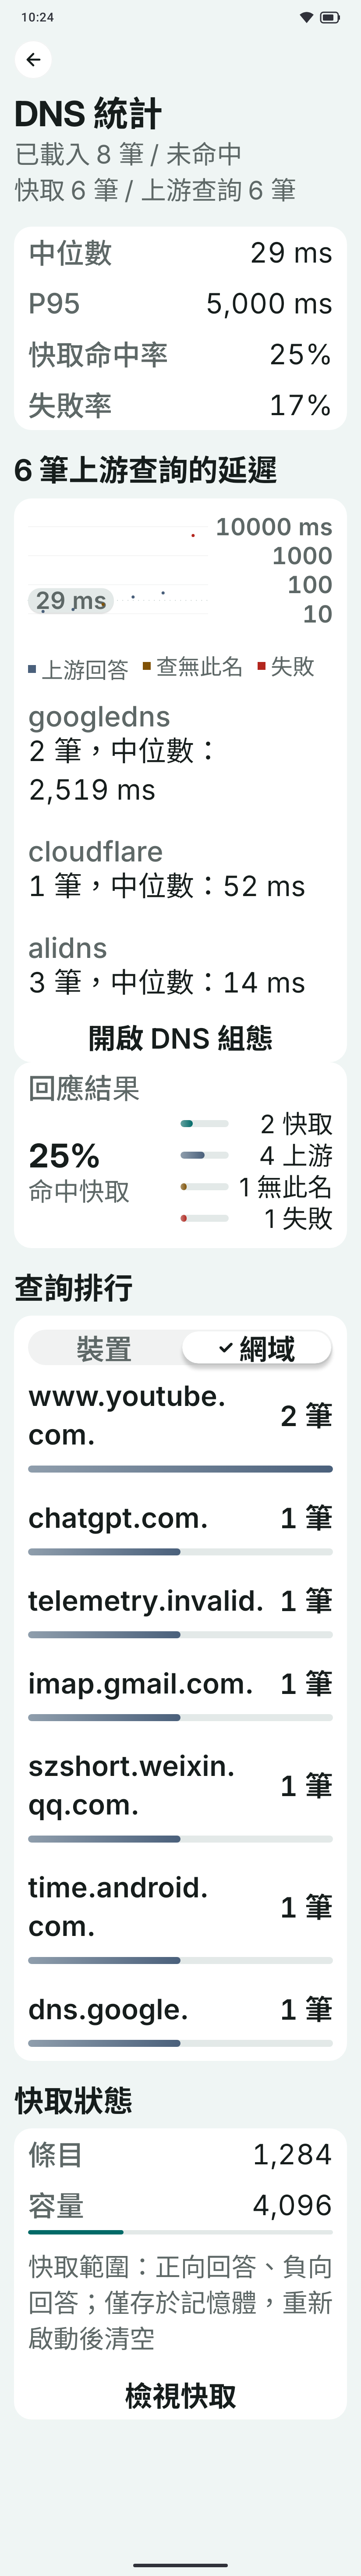 10:24
DNS 統計
已載入 8 筆 / 未命中
快取 6 筆 / 上游查詢 6 筆
中位數 29 ms
P95 5,000 ms
快取命中率 25%
失敗率 17%
6 筆上游查詢的延遲
10000 ms
1000
100
29 ms
10
上游回答 查無此名 失敗
googledns
2 筆，中位數：
2,519 ms
cloudflare
1 筆，中位數：52 ms
alidns
3 筆，中位數：14 ms
開啟 DNS 組態
回應結果
2 快取
25%
4 上游
命中快取
1 無此名
1 失敗
查詢排行
裝置 網域
www.youtube.
com.
2 筆
chatgpt.com. 1 筆
telemetry.invalid. 1 筆
imap.gmail.com. 1 筆
szshort.weixin.
qq.com.
1 筆
time.android.
com.
1 筆
dns.google. 1 筆
快取狀態
條目 1,284
容量 4,096
快取範圍：正向回答、負向
回答；僅存於記憶體，重新
啟動後清空
檢視快取